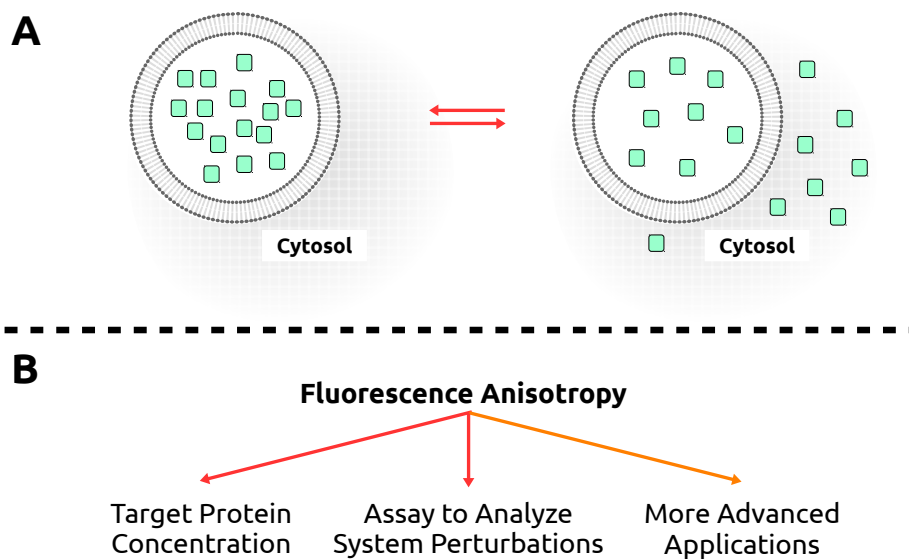 A
Cytosol
Cytosol
B
Fluorescence Anisotropy
Target Protein
Concentration
Assay to Analyze
System Perturbations
More Advanced
Applications